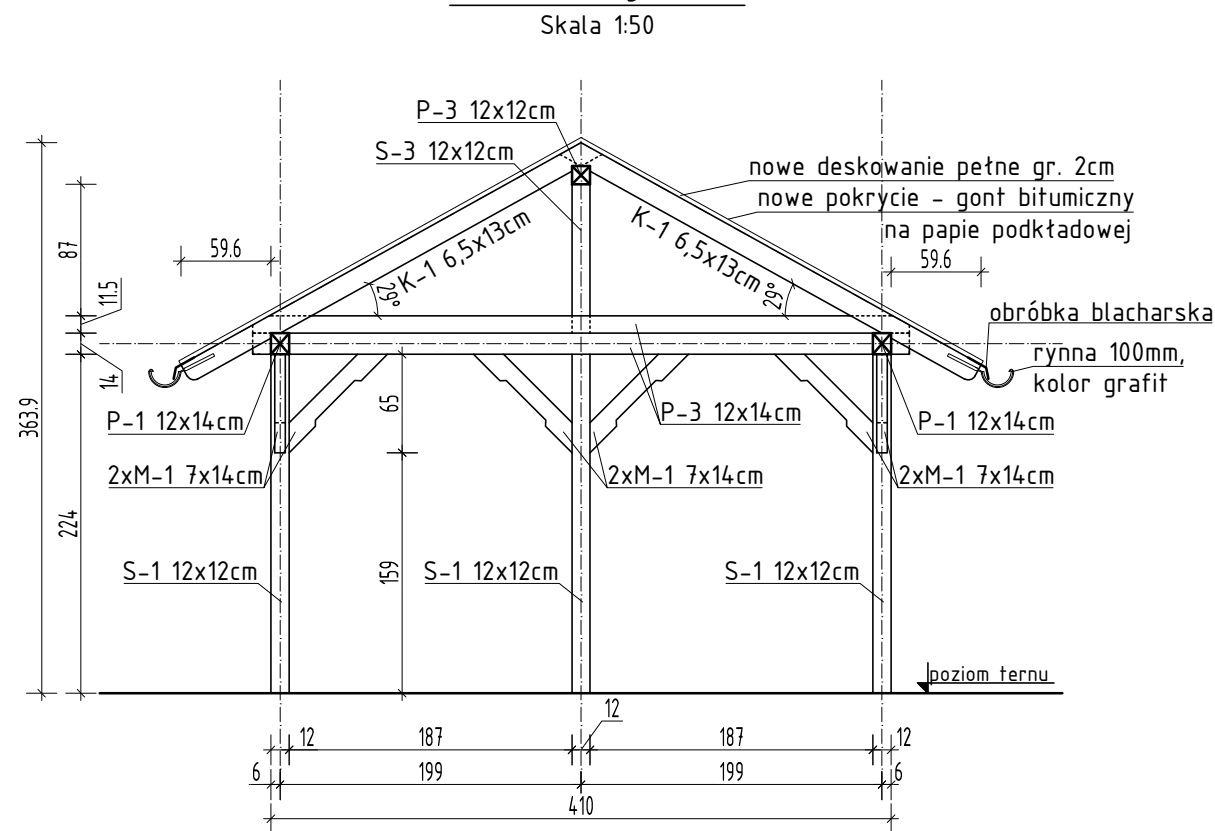 Skala 1:50
P-3 12x12cm
S-3 12x12cm
nowe deskowanie pełne gr. 2cm
nowe pokrycie - gont bitumiczny
na papie podkładowej
K-1 6,5x13cm
K-1 6,5x13cm
59.6
59.6
87
11.5
29°
29°
obróbka blacharska
rynna 100mm,
kolor grafit
14
363.9
65
P-1 12x14cm
P-3 12x14cm
P-1 12x14cm
2xM-1 7x14cm
2xM-1 7x14cm
2xM-1 7x14cm
224
159
S-1 12x12cm
S-1 12x12cm
S-1 12x12cm
poziom ternu
12
12
187
187
12
6
199
199
6
410